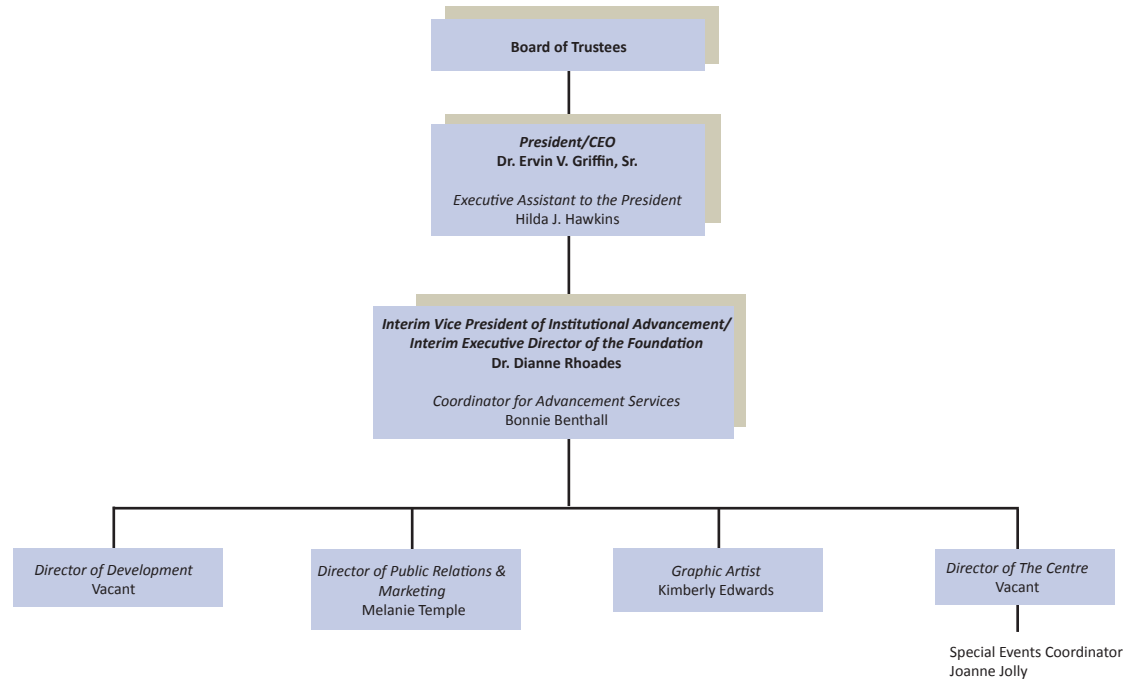 Board of Trustees
President/CEO
Dr. Ervin V. Griffin, Sr.
Executive Assistant to the President
Hilda J. Hawkins
Interim Vice President of Institutional Advancement/
Interim Executive Director of the Foundation
Dr. Dianne Rhoades
Coordinator for Advancement Services
Bonnie Benthall
Director of Development
Vacant
Director of Public Relations &
Marketing
Melanie Temple
Graphic Artist
Kimberly Edwards
Director of The Centre
Vacant
Special Events Coordinator
Joanne Jolly